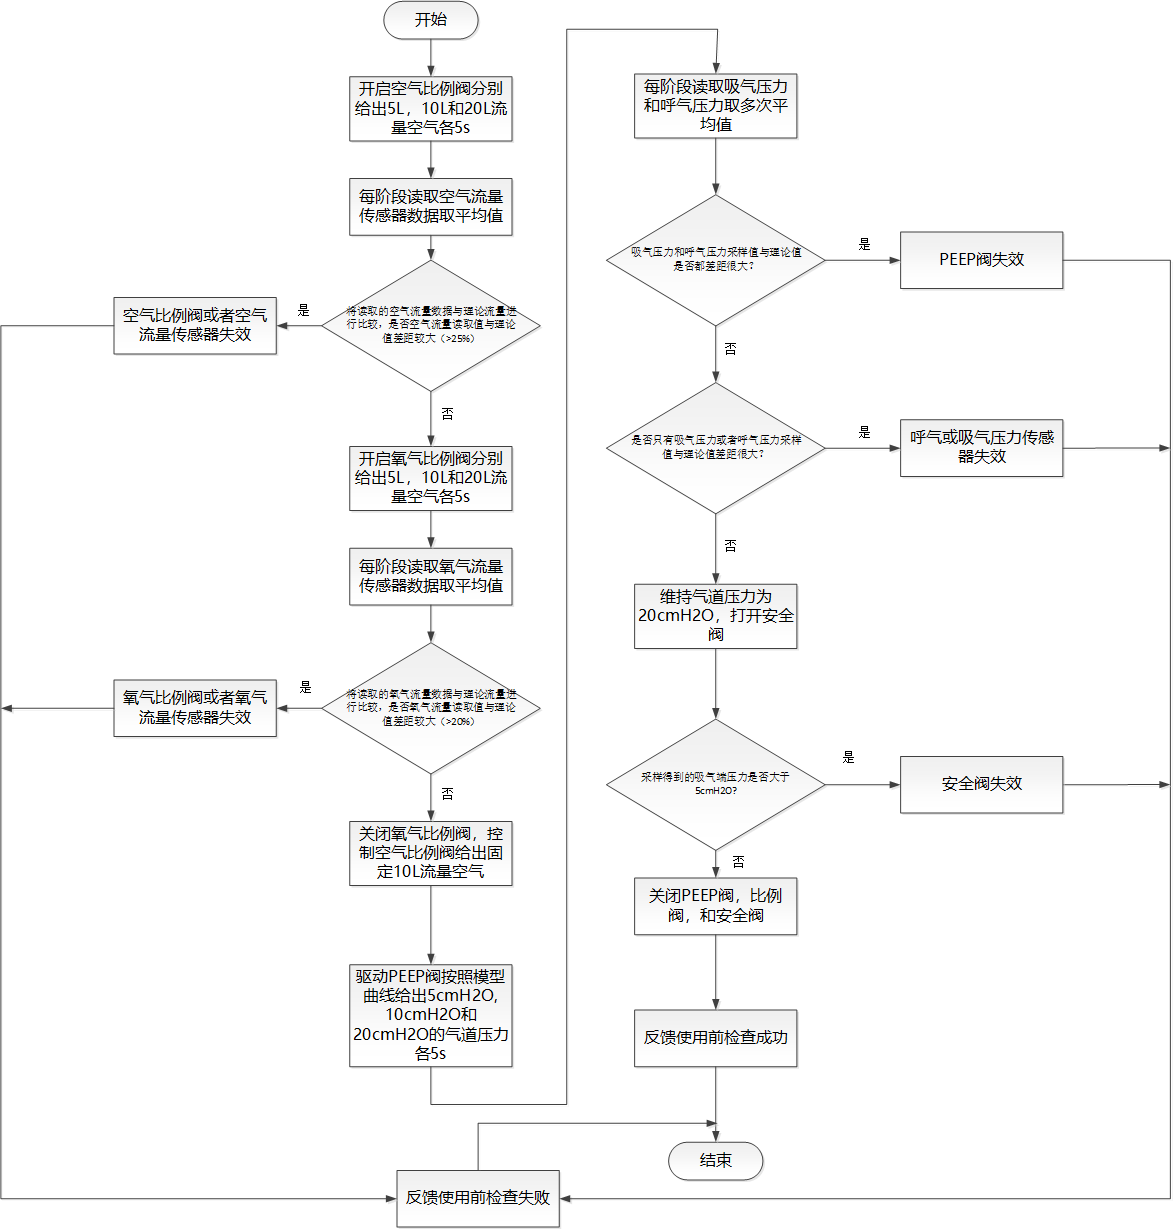 开始
开启空气比例阀分别
给出5L，10L和20L流
量空气各5s
每阶段读取空气流量
传感器数据取平均值
将读取的空气流量数据与理论流量进
行比较，是否空气流量读取值与理论
值差距较大（>25%）
是
空气比例阀或者空气
流量传感器失效
否
开启氧气比例阀分别
给出5L，10L和20L流
量空气各5s
每阶段读取氧气流量
传感器数据取平均值
将读取的氧气流量数据与理论流量进
行比较，是否氧气流量读取值与理论
值差距较大（>20%）
是
氧气比例阀或者氧气
流量传感器失效
否
关闭氧气比例阀，控
制空气比例阀给出固
定10L流量空气
驱动PEEP阀按照模型
曲线给出5cmH2O,
10cmH2O和
20cmH2O的气道压力
各5s
每阶段读取吸气压力
和呼气压力取多次平
均值
吸气压力和呼气压力采样值与理论值
是否都差距很大？
是
PEEP阀失效
否
是否只有吸气压力或者呼气压力采样
值与理论值差距很大？
是
呼气或吸气压力传感
器失效
否
维持气道压力为
20cmH2O，打开安全
阀
采样得到的吸气端压力是否大于
5cmH2O?
是
安全阀失效
否
关闭PEEP阀，比例
阀，和安全阀
反馈使用前检查成功
结束
反馈使用前检查失败